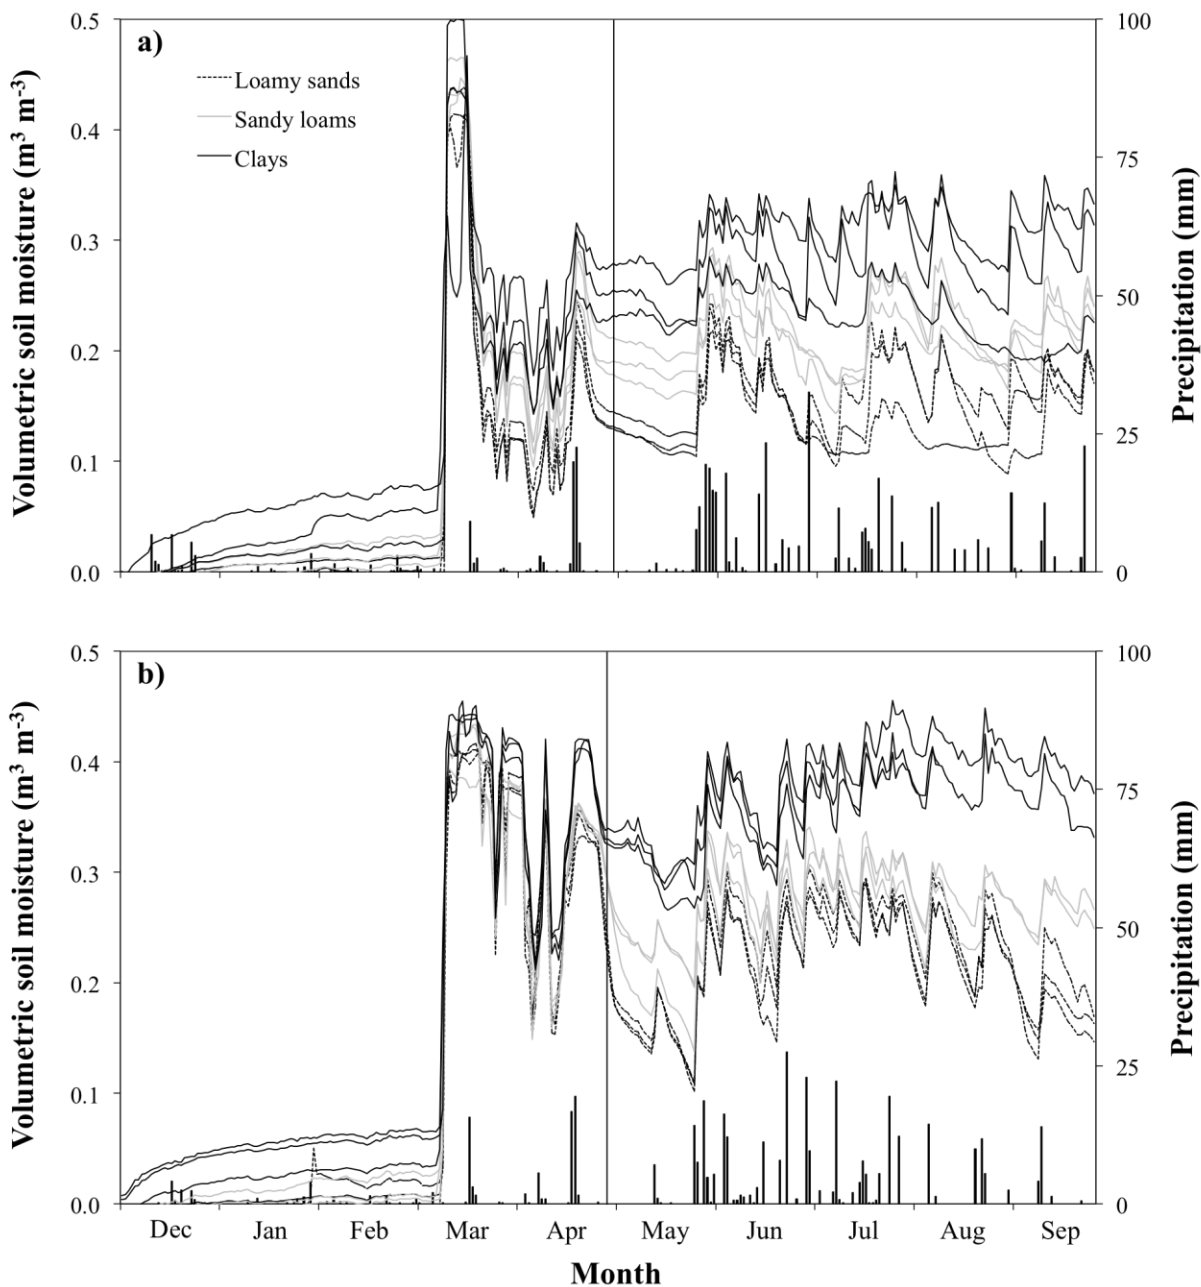 a)
Loamy sands
Sandy loams
Clays
Volumetric soil moisture (m³ m⁻³)
0.5
0.4
0.3
0.2
0.1
0.0
100
75
50
25
0
Precipitation (mm)
b)
Volumetric soil moisture (m³ m⁻³)
0.5
0.4
0.3
0.2
0.1
0.0
100
75
50
25
0
Precipitation (mm)
Dec Jan Feb Mar Apr May Jun Jul Aug Sep
Month